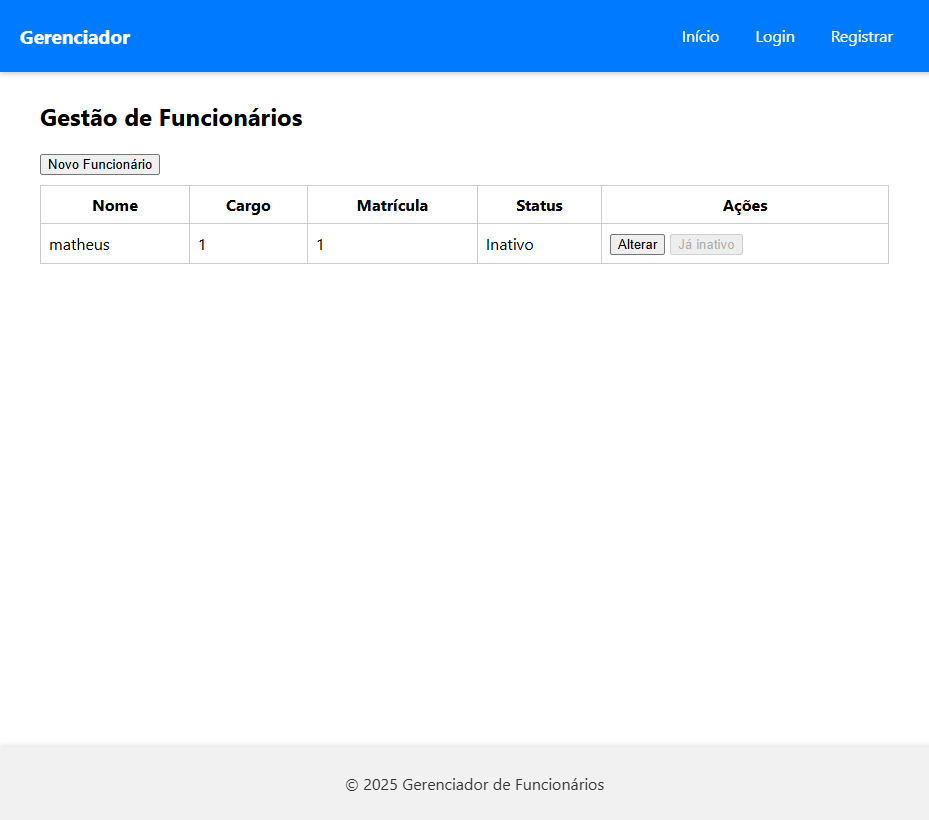 Gerenciador Início Login Registrar
Gestão de Funcionários
Novo Funcionário
Nome Cargo Matrícula Status Ações
matheus 1 1 Inativo Alterar Já inativo
© 2025 Gerenciador de Funcionários